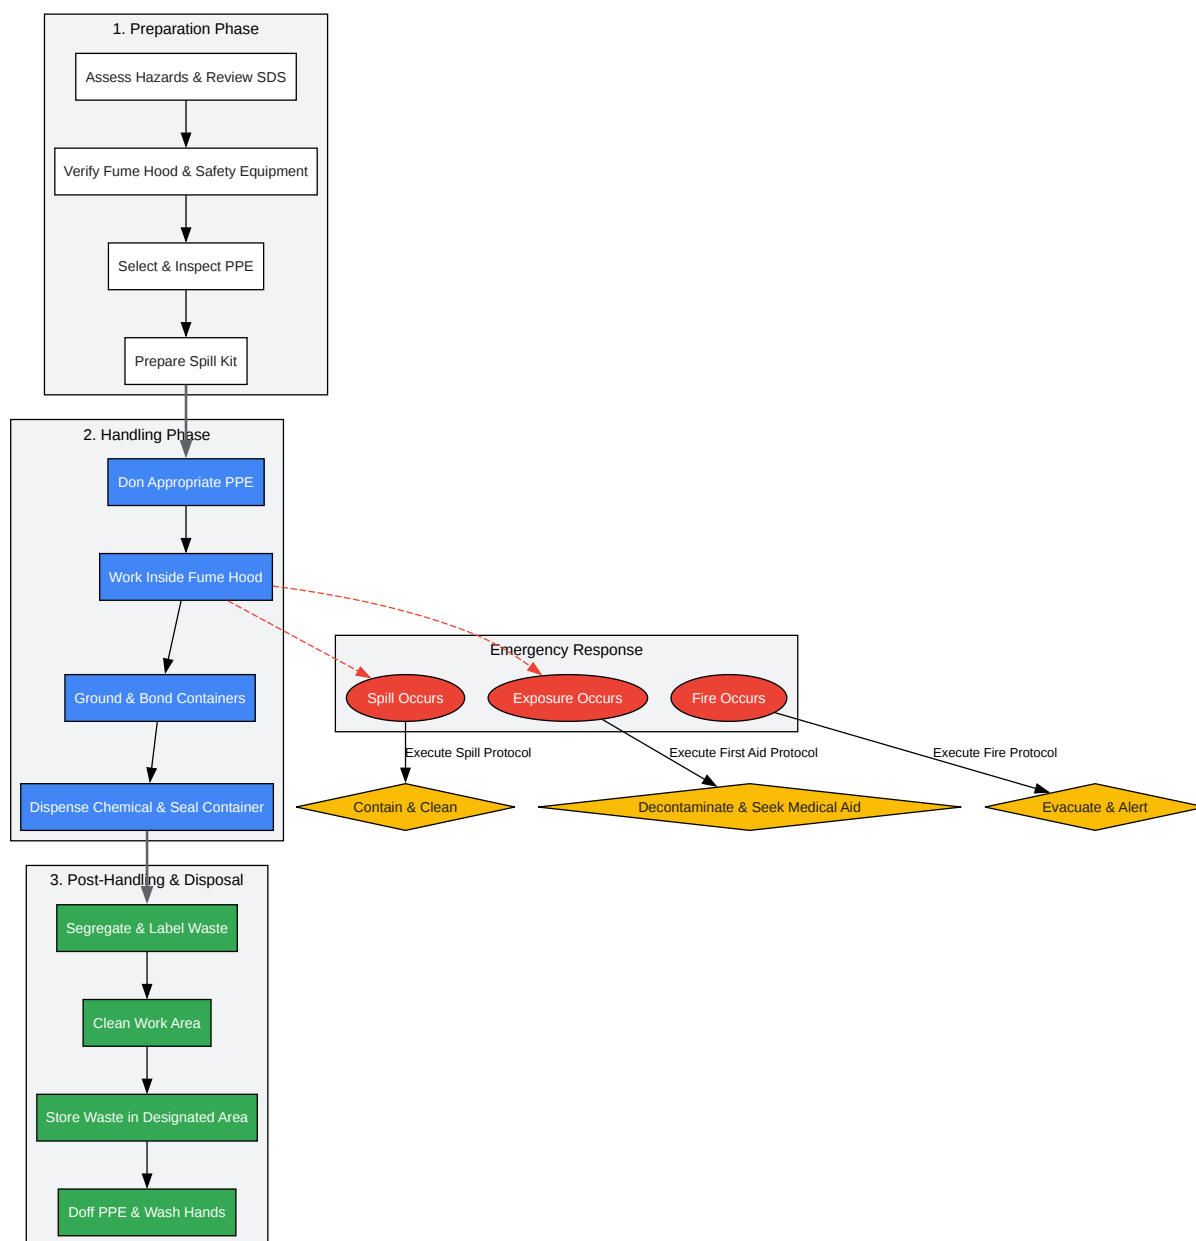 1. Preparation Phase
Assess Hazards & Review SDS
Verify Fume Hood & Safety Equipment
Select & Inspect PPE
Prepare Spill Kit
2. Handling Phase
Don Appropriate PPE
Work Inside Fume Hood
Ground & Bond Containers
Dispense Chemical & Seal Container
Emergency Response
Spill Occurs
Exposure Occurs
Fire Occurs
Execute Spill Protocol
Execute First Aid Protocol
Execute Fire Protocol
Contain & Clean
Decontaminate & Seek Medical Aid
Evacuate & Alert
3. Post-Handling & Disposal
Segregate & Label Waste
Clean Work Area
Store Waste in Designated Area
Doff PPE & Wash Hands